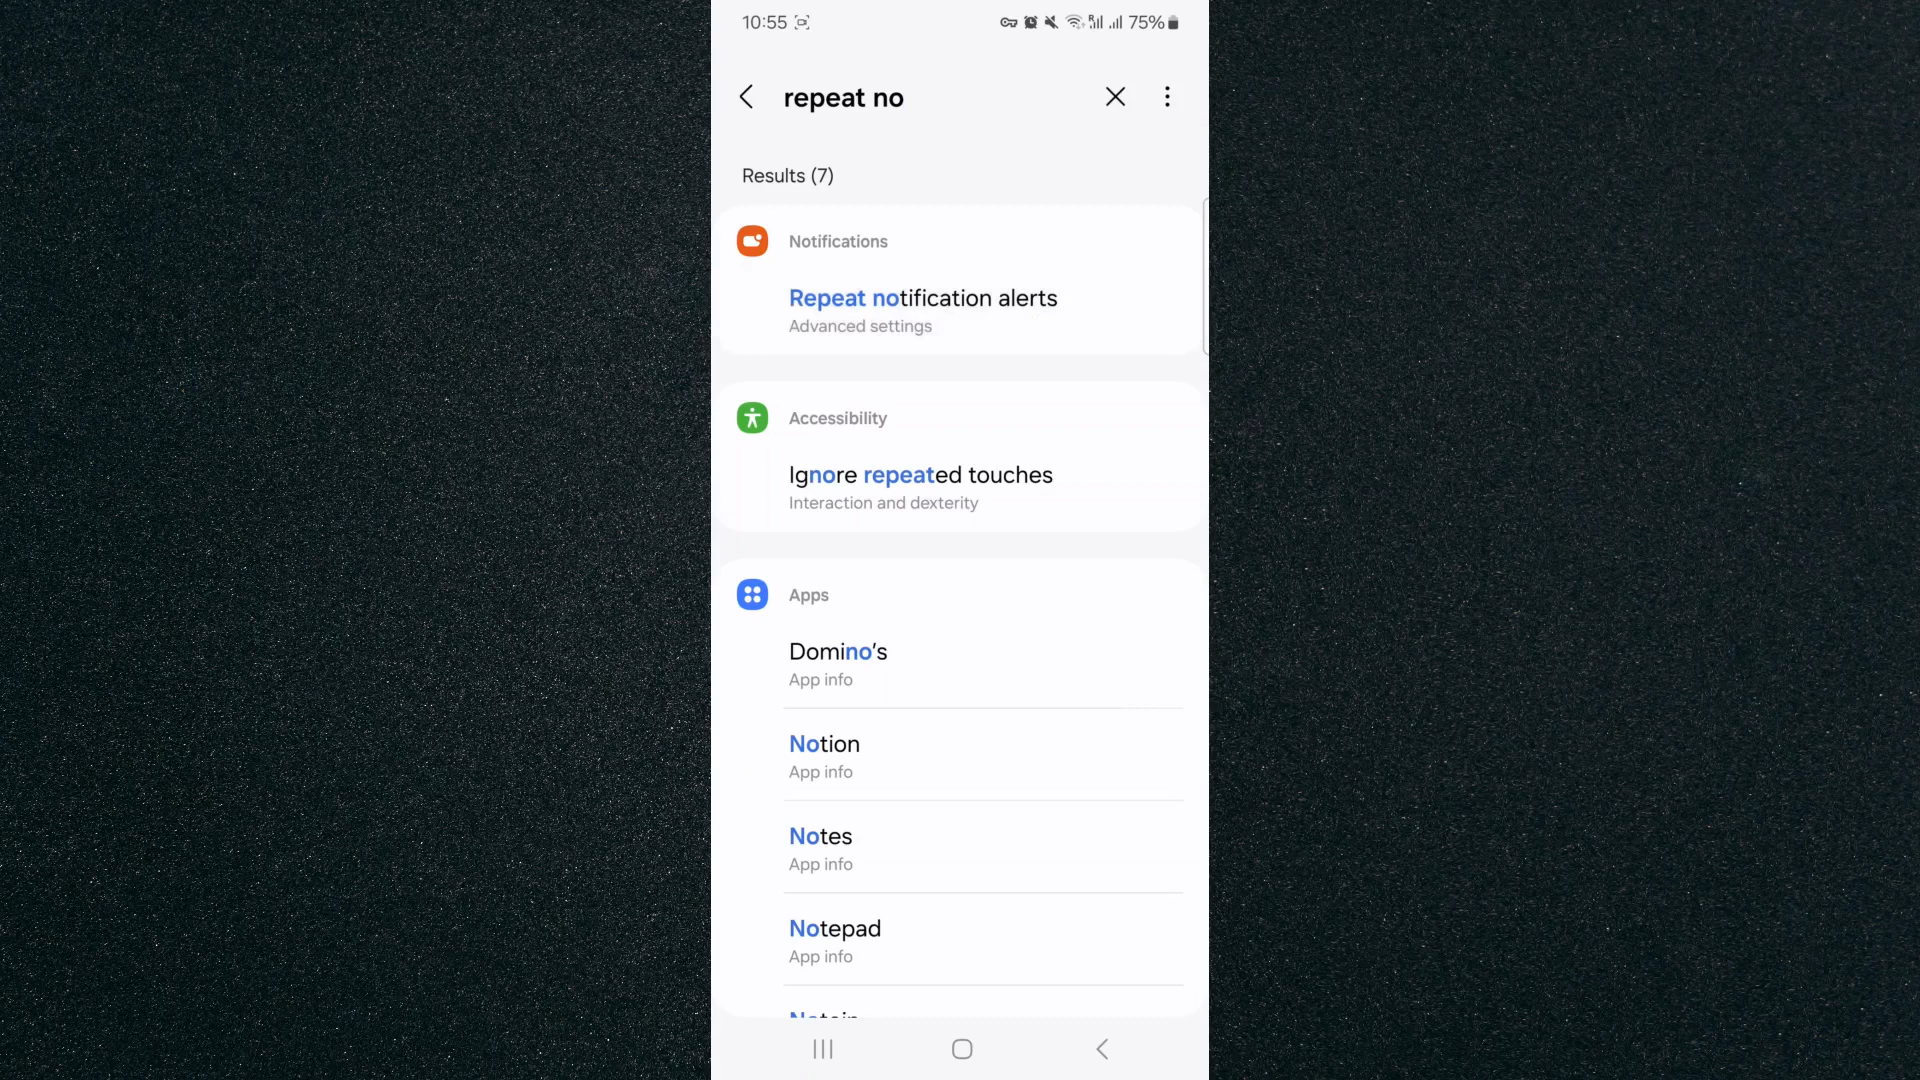 10:55
75%
repeat no
Results (7)
Notifications
Repeat notification alerts
Advanced settings
Accessibility
Ignore repeated touches
Interaction and dexterity
Apps
Domino's
App info
Notion
App info
Notes
App info
Notepad
App info